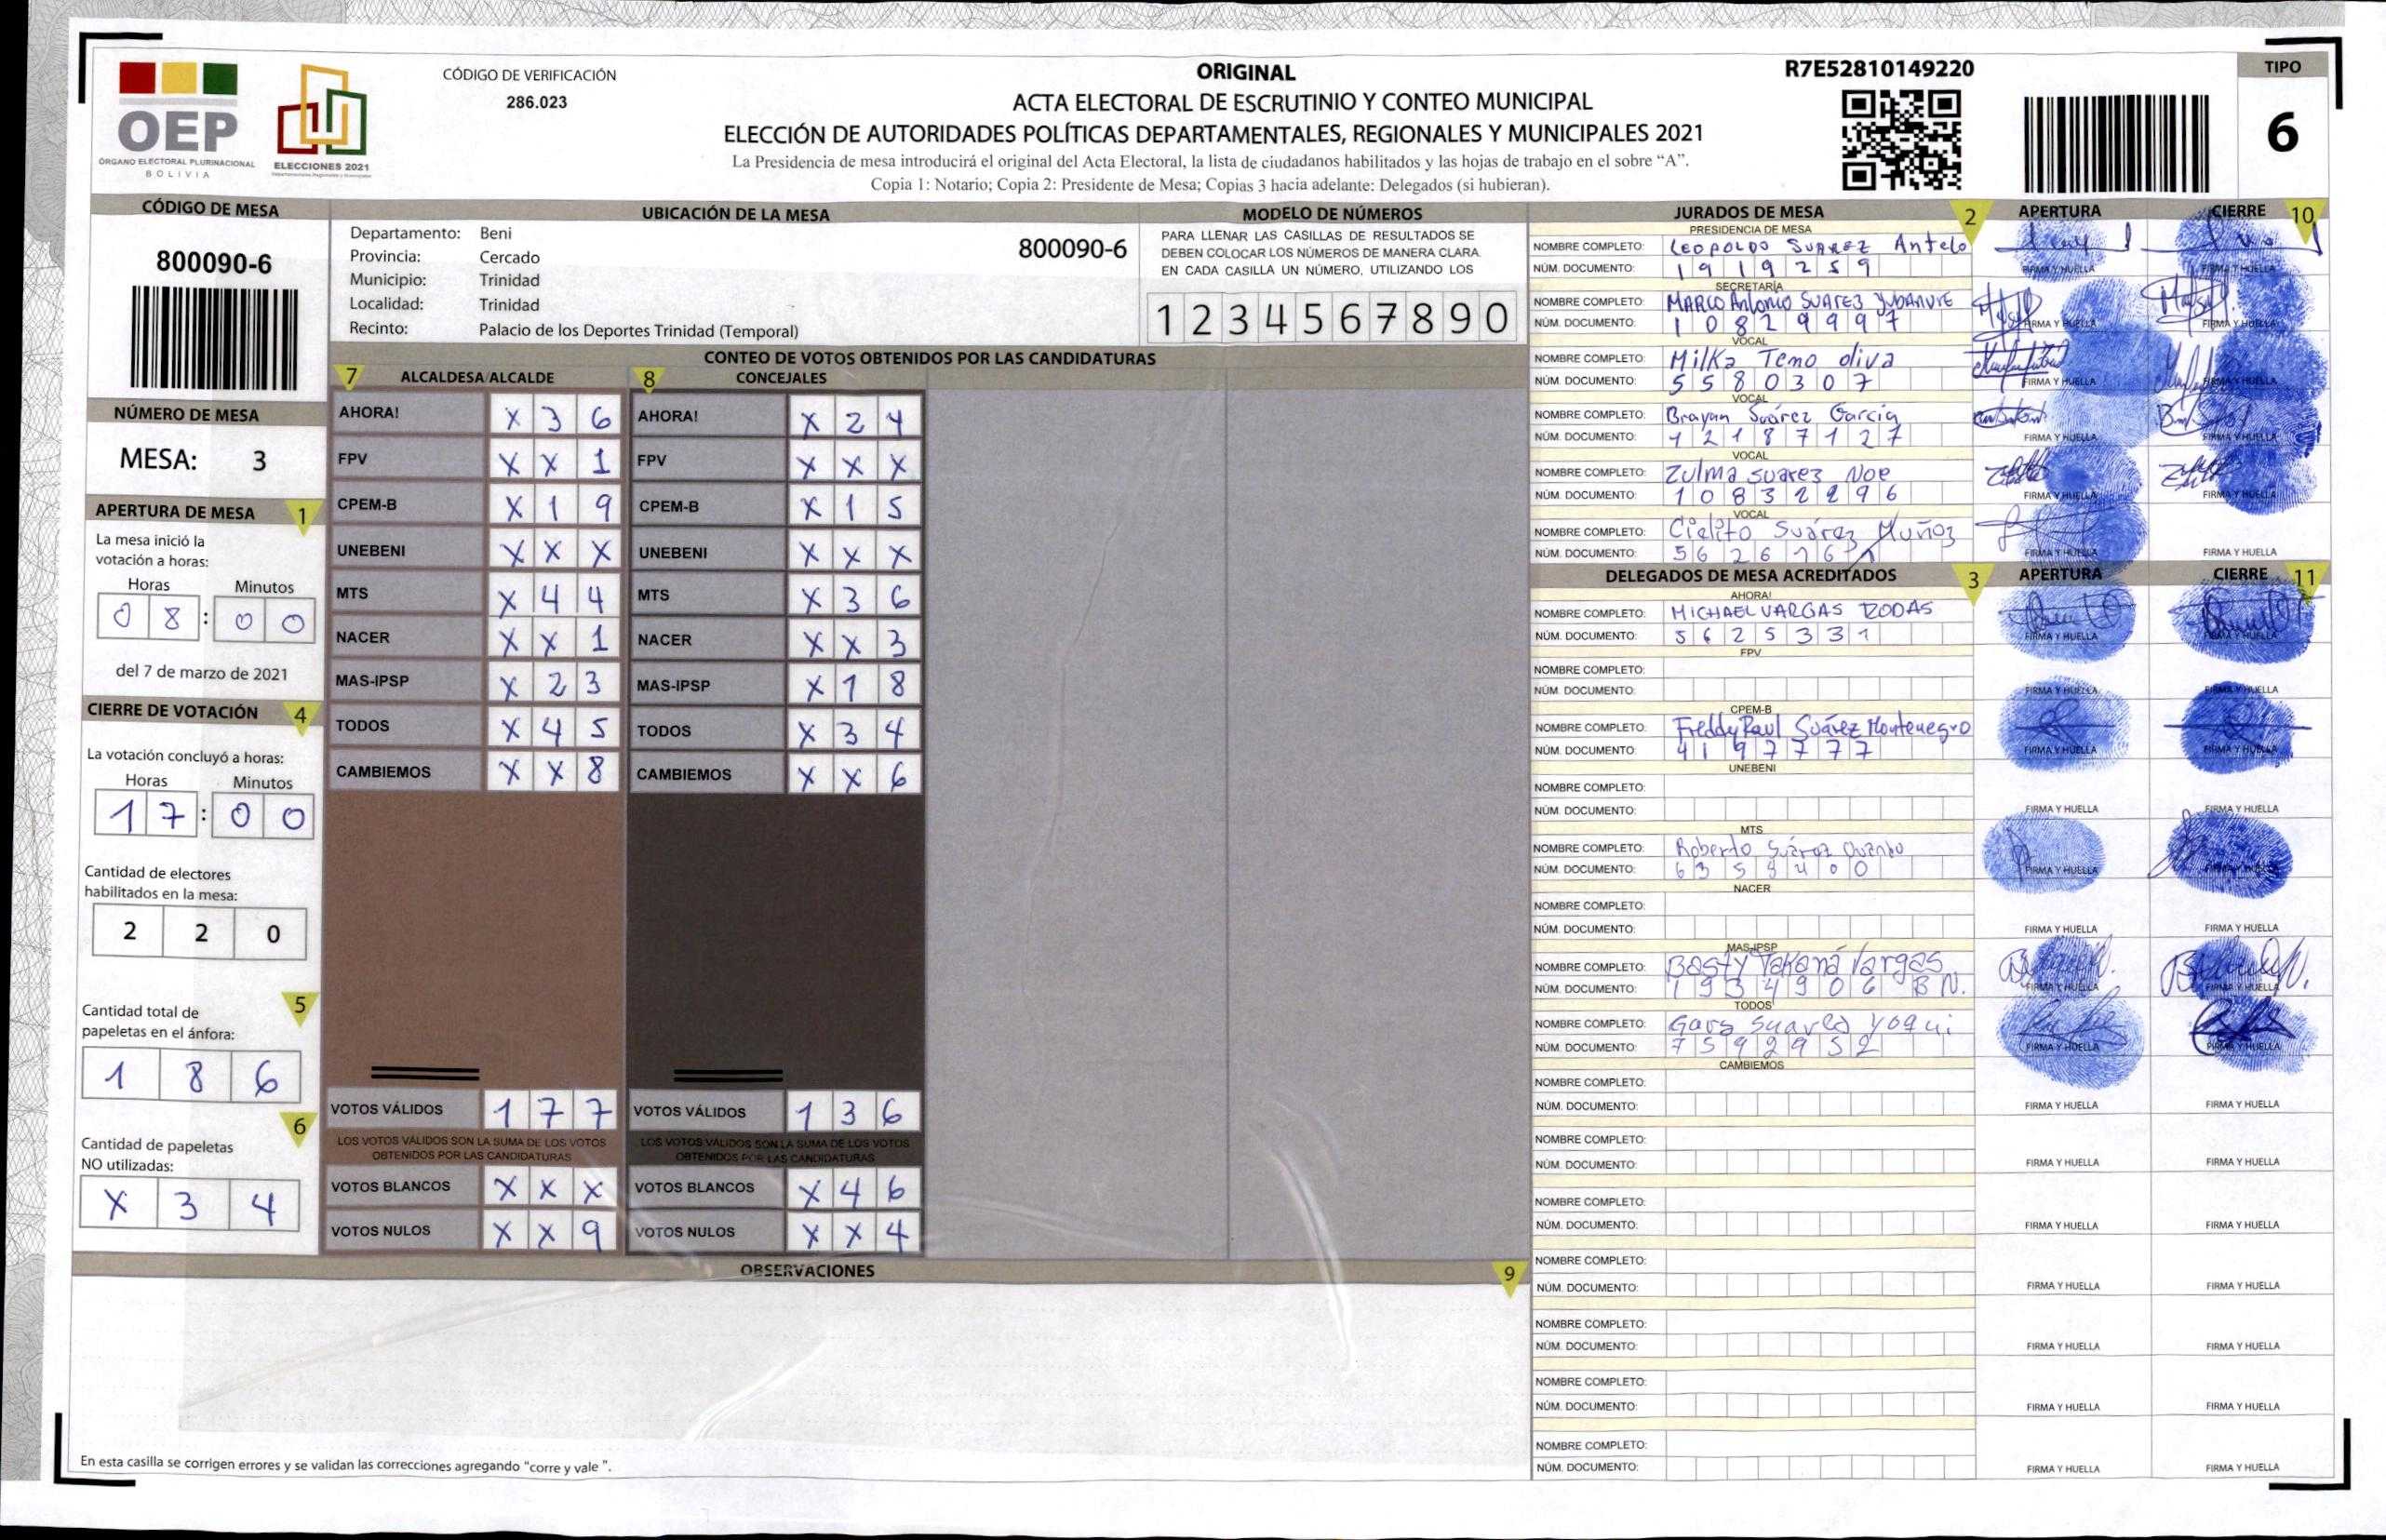 OEP
ÓRGANO ELECTORAL PLURINACIONAL
BOLIVIA
ELECCIONES 2021
CÓDIGO DE VERIFICACIÓN
286.023
ORIGINAL
ACTA ELECTORAL DE ESCRUTINIO Y CONTEO MUNICIPAL
ELECCIÓN DE AUTORIDADES POLÍTICAS DEPARTAMENTALES, REGIONALES Y MUNICIPALES 2021
La Presidencia de mesa introducirá el original del Acta Electoral, la lista de ciudadanos habilitados y las hojas de trabajo en el sobre “A”.
Copia 1: Notario; Copia 2: Presidente de Mesa; Copias 3 hacia adelante: Delegados (si hubieran).
R7E52810149220
TIPO
6
CÓDIGO DE MESA
800090-6
NÚMERO DE MESA
MESA: 3
APERTURA DE MESA 1
La mesa inició la
votación a horas:
Horas Minutos
0 8 : 0 0
del 7 de marzo de 2021
CIERRE DE VOTACIÓN 4
La votación concluyó a horas:
Horas Minutos
1 7 : 0 0
Cantidad de electores
habilitados en la mesa:
2 2 0
5
Cantidad total de
papeletas en el ánfora:
1 8 6
6
Cantidad de papeletas
NO utilizadas:
X 3 4
UBICACIÓN DE LA MESA
Departamento: Beni
800090-6
Provincia: Cercado
Municipio: Trinidad
Localidad: Trinidad
Recinto: Palacio de los Deportes Trinidad (Temporal)
MODELO DE NÚMEROS
PARA LLENAR LAS CASILLAS DE RESULTADOS SE
DEBEN COLOCAR LOS NÚMEROS DE MANERA CLARA.
EN CADA CASILLA UN NÚMERO, UTILIZANDO LOS
1 2 3 4 5 6 7 8 9 0
CONTEO DE VOTOS OBTENIDOS POR LAS CANDIDATURAS
7 ALCALDESA/ALCALDE
AHORA! X 3 6
FPV X X 1
CPEM-B X 1 9
UNEBENI X X X
MTS X 4 4
NACER X X 1
MAS-IPSP X 2 3
TODOS X 4 5
CAMBIEMOS X X 8
VOTOS VÁLIDOS 1 7 7
LOS VOTOS VÁLIDOS SON LA SUMA DE LOS VOTOS
OBTENIDOS POR LAS CANDIDATURAS
VOTOS BLANCOS X X X
VOTOS NULOS X X 9
8 CONCEJALES
AHORA! X 2 4
FPV X X X
CPEM-B X 1 5
UNEBENI X X X
MTS X 3 6
NACER X X 3
MAS-IPSP X 1 8
TODOS X 3 4
CAMBIEMOS X X 6
VOTOS VÁLIDOS 1 3 6
LOS VOTOS VÁLIDOS SON LA SUMA DE LOS VOTOS
OBTENIDOS POR LAS CANDIDATURAS
VOTOS BLANCOS X 4 6
VOTOS NULOS X X 4
OBSERVACIONES 9
En esta casilla se corrigen errores y se validan las correcciones agregando “corre y vale ”.
JURADOS DE MESA 2 APERTURA CIERRE 10
PRESIDENCIA DE MESA
NOMBRE COMPLETO: LEOPOLDO SUAREZ Antelo
NÚM. DOCUMENTO: 1 9 1 9 2 5 9
FIRMA Y HUELLA FIRMA Y HUELLA
SECRETARÍA
NOMBRE COMPLETO: MARCO Antonio SUAREZ
NÚM. DOCUMENTO: 1 0 8 2 9 9 9 7
FIRMA Y HUELLA FIRMA Y HUELLA
VOCAL
NOMBRE COMPLETO: Milka Temo oliva
NÚM. DOCUMENTO: 5 5 8 0 3 0 7
FIRMA Y HUELLA FIRMA Y HUELLA
VOCAL
NOMBRE COMPLETO: Brayan Suárez García
NÚM. DOCUMENTO:
FIRMA Y HUELLA FIRMA Y HUELLA
VOCAL
NOMBRE COMPLETO: Zulma suarez Noe
NÚM. DOCUMENTO: 1 0 8 3 2 2 9 6
FIRMA Y HUELLA FIRMA Y HUELLA
VOCAL
NOMBRE COMPLETO: Cielito Suárez Muñoz
NÚM. DOCUMENTO:
FIRMA Y HUELLA FIRMA Y HUELLA
DELEGADOS DE MESA ACREDITADOS 3 APERTURA CIERRE 11
AHORA!
NOMBRE COMPLETO: MICHAEL VARGAS RODAS
NÚM. DOCUMENTO: 5 6 2 5 3 3 1
FIRMA Y HUELLA FIRMA Y HUELLA
FPV
NOMBRE COMPLETO:
NÚM. DOCUMENTO:
FIRMA Y HUELLA FIRMA Y HUELLA
CPEM-B
NOMBRE COMPLETO: Freddy Raul Suárez Montenegro
NÚM. DOCUMENTO: 4 1 9 7 7 7 7
FIRMA Y HUELLA FIRMA Y HUELLA
UNEBENI
NOMBRE COMPLETO:
NÚM. DOCUMENTO:
FIRMA Y HUELLA FIRMA Y HUELLA
MTS
NOMBRE COMPLETO: Roberto Suárez
NÚM. DOCUMENTO:
FIRMA Y HUELLA FIRMA Y HUELLA
NACER
NOMBRE COMPLETO:
NÚM. DOCUMENTO:
FIRMA Y HUELLA FIRMA Y HUELLA
MAS-IPSP
NOMBRE COMPLETO: Vargas
NÚM. DOCUMENTO: 1 9 3 4 9 0 6 B N.
FIRMA Y HUELLA FIRMA Y HUELLA
TODOS
NOMBRE COMPLETO:
NÚM. DOCUMENTO: 7 5 9 2 9 5 2
FIRMA Y HUELLA FIRMA Y HUELLA
CAMBIEMOS
NOMBRE COMPLETO:
NÚM. DOCUMENTO:
FIRMA Y HUELLA FIRMA Y HUELLA
NOMBRE COMPLETO:
NÚM. DOCUMENTO:
FIRMA Y HUELLA FIRMA Y HUELLA
NOMBRE COMPLETO:
NÚM. DOCUMENTO:
FIRMA Y HUELLA FIRMA Y HUELLA
NOMBRE COMPLETO:
NÚM. DOCUMENTO:
FIRMA Y HUELLA FIRMA Y HUELLA
NOMBRE COMPLETO:
NÚM. DOCUMENTO:
FIRMA Y HUELLA FIRMA Y HUELLA
NOMBRE COMPLETO:
NÚM. DOCUMENTO:
FIRMA Y HUELLA FIRMA Y HUELLA
NOMBRE COMPLETO:
NÚM. DOCUMENTO:
FIRMA Y HUELLA FIRMA Y HUELLA